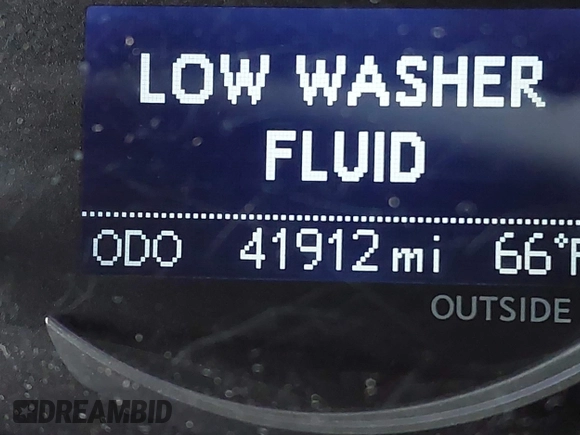 LOW WASHER
FLUID
ODO 41912 mi 66°F
OUTSIDE
DREAMBID